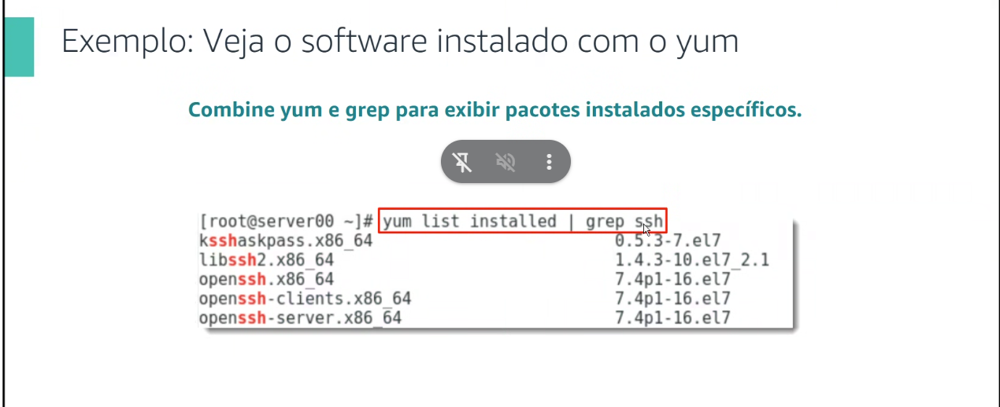 Exemplo: Veja o software instalado com o yum
Combine yum e grep para exibir pacotes instalados específicos.
[root@server00 ~]# yum list installed | grep ssh
ksshaskpass.x86_64 0.5.3-7.el7
libssh2.x86_64 1.4.3-10.el7_2.1
openssh.x86_64 7.4p1-16.el7
openssh-clients.x86_64 7.4p1-16.el7
openssh-server.x86_64 7.4p1-16.el7